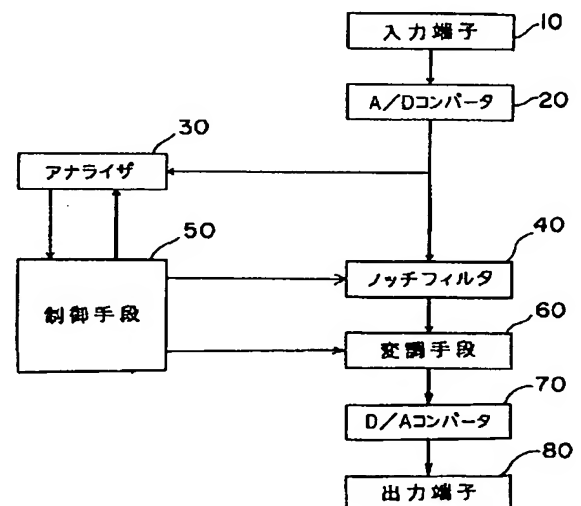 入力端子
10
A/Dコンバータ
20
30
アナライザ
50
制御手段
40
ノッチフィルタ
60
変調手段
70
D/Aコンバータ
80
出力端子